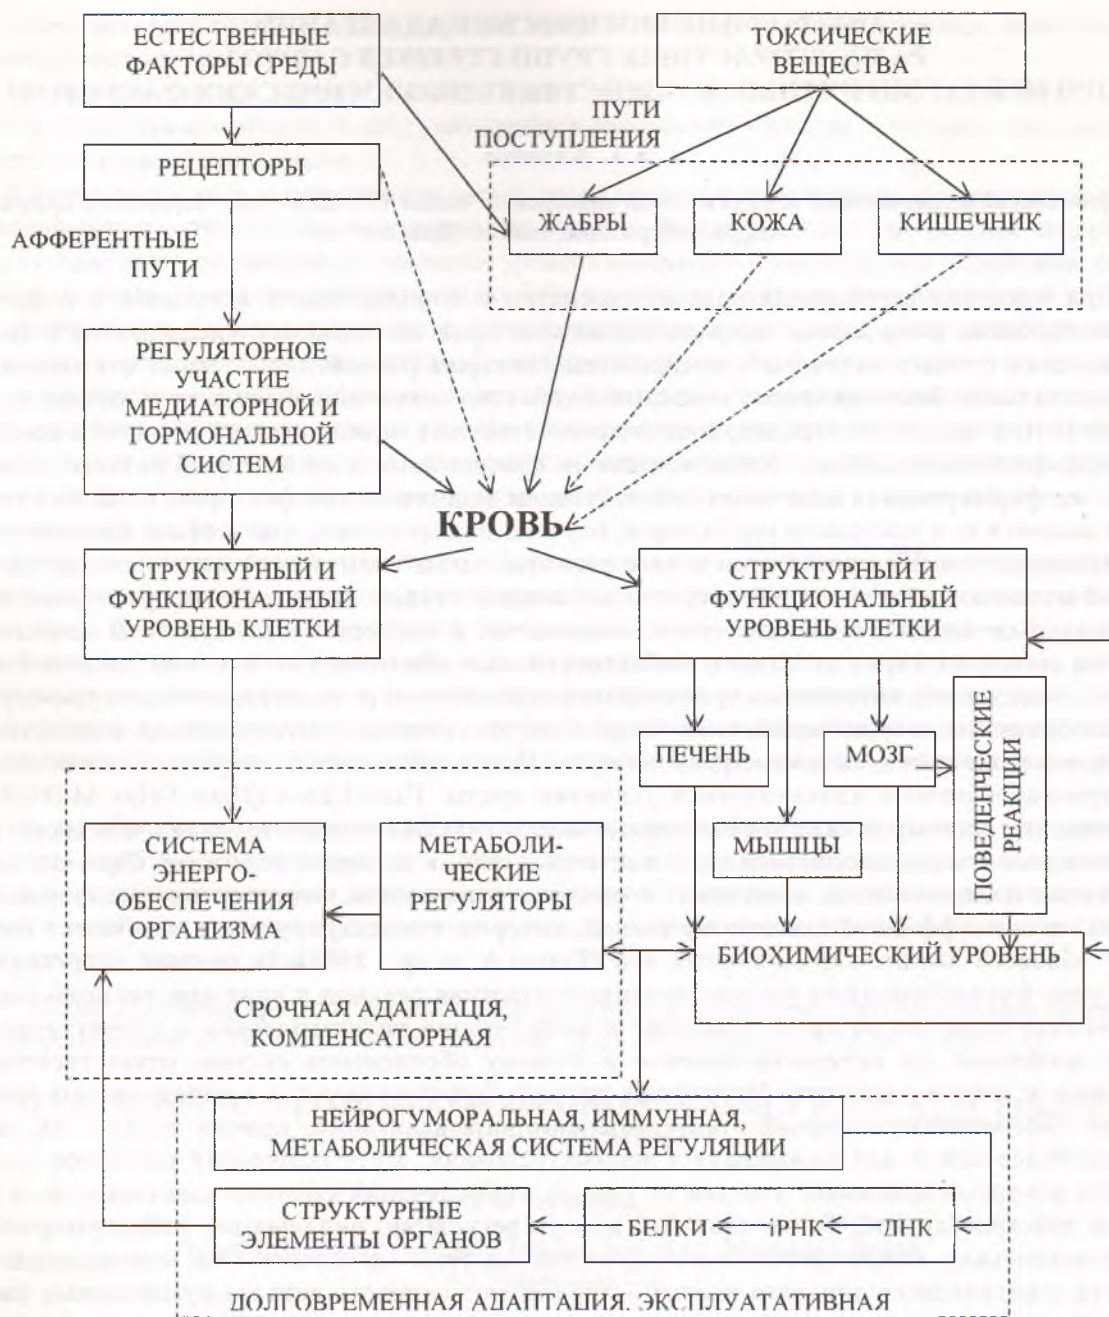 ЕСТЕСТВЕННЫЕ
ФАКТОРЫ СРЕДЫ
ТОКСИЧЕСКИЕ
ВЕЩЕСТВА
ПУТИ
ПОСТУПЛЕНИЯ
РЕЦЕПТОРЫ
ЖАБРЫ
КОЖА
КИШЕЧНИК
АФФЕРЕНТНЫЕ
ПУТИ
РЕГУЛЯТОРНОЕ
УЧАСТИЕ
МЕДИАТОРНОЙ И
ГОРМОНАЛЬНОЙ
СИСТЕМ
КРОВЬ
СТРУКТУРНЫЙ И
ФУНКЦИОНАЛЬНЫЙ
УРОВЕНЬ КЛЕТКИ
СТРУКТУРНЫЙ И
ФУНКЦИОНАЛЬНЫЙ
УРОВЕНЬ КЛЕТКИ
ПЕЧЕНЬ
МОЗГ
ПОВЕДЕНЧЕСКИЕ
РЕАКЦИИ
МЫШЦЫ
СИСТЕМА
ЭНЕРГО-
ОБЕСПЕЧЕНИЯ
ОРГАНИЗМА
МЕТАБОЛИ-
ЧЕСКИЕ
РЕГУЛЯТОРЫ
БИОХИМИЧЕСКИЙ УРОВЕНЬ
СРОЧНАЯ АДАПТАЦІЯ,
КОМПЕНСАТОРНАЯ
НЕЙРОГУМОРАЛЬНАЯ, ИММУННАЯ,
МЕТАБОЛИЧЕСКАЯ СИСТЕМА РЕГУЛЯЦИИ
СТРУКТУРНЫЕ
ЭЛЕМЕНТЫ ОРГАНОВ
БЕЛКИ РНК ДНК
ДОЛГОВРЕМЕННАЯ АДАПТАЦИЯ. ЭКСПЛУАТАТИВНАЯ